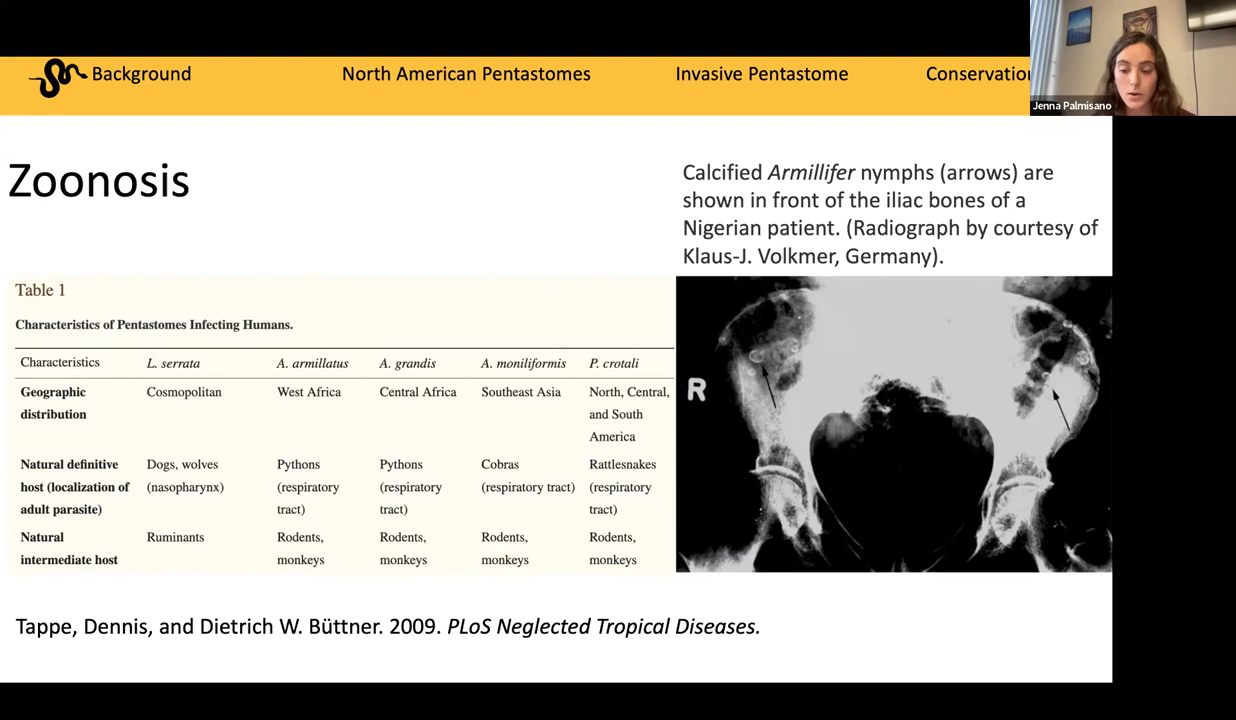 Background North American Pentastomes Invasive Pentastome Conservation
Jenna Palmisano
Zoonosis
Calcified Armillifer nymphs (arrows) are
shown in front of the iliac bones of a
Nigerian patient. (Radiograph by courtesy of
Klaus-J. Volkmer, Germany).
Table 1
Characteristics of Pentastomes Infecting Humans.
Characteristics L. serrata A. armillatus A. grandis A. moniliformis P. crotali
Geographic Cosmopolitan West Africa Central Africa Southeast Asia North, Central,
distribution and South
America
Natural definitive Dogs, wolves Pythons Pythons Cobras Rattlesnakes
host (localization of (nasopharynx) (respiratory (respiratory (respiratory tract) (respiratory
adult parasite) tract) tract) tract)
Natural Ruminants Rodents, Rodents, Rodents, Rodents,
intermediate host monkeys monkeys monkeys monkeys
R
Tappe, Dennis, and Dietrich W. Büttner. 2009. PLoS Neglected Tropical Diseases.